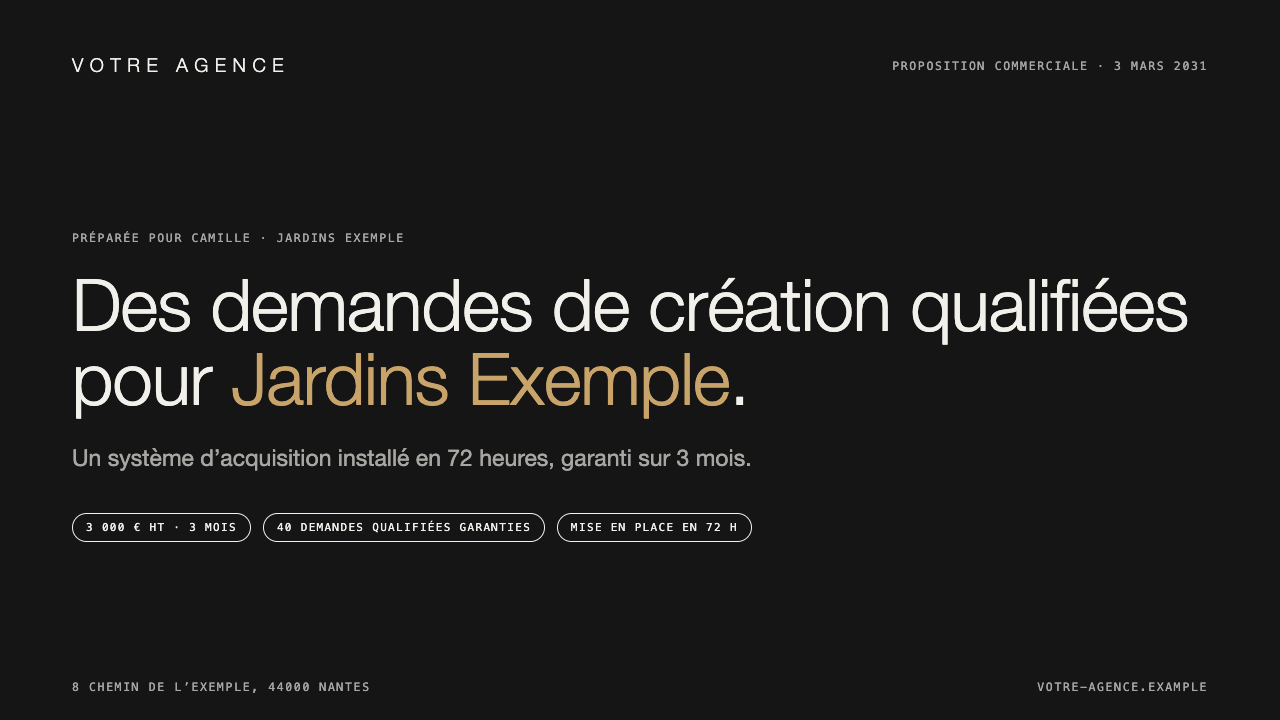 VOTRE AGENCE
PROPOSITION COMMERCIALE · 3 MARS 2031
PRÉPARÉE POUR CAMILLE · JARDINS EXEMPLE
Des demandes de création qualifiées
pour Jardins Exemple.
Un système d’acquisition installé en 72 heures, garanti sur 3 mois.
3 000 € HT · 3 MOIS
40 DEMANDES QUALIFIÉES GARANTIES
MISE EN PLACE EN 72 H
8 CHEMIN DE L’EXEMPLE, 44000 NANTES
VOTRE-AGENCE.EXAMPLE